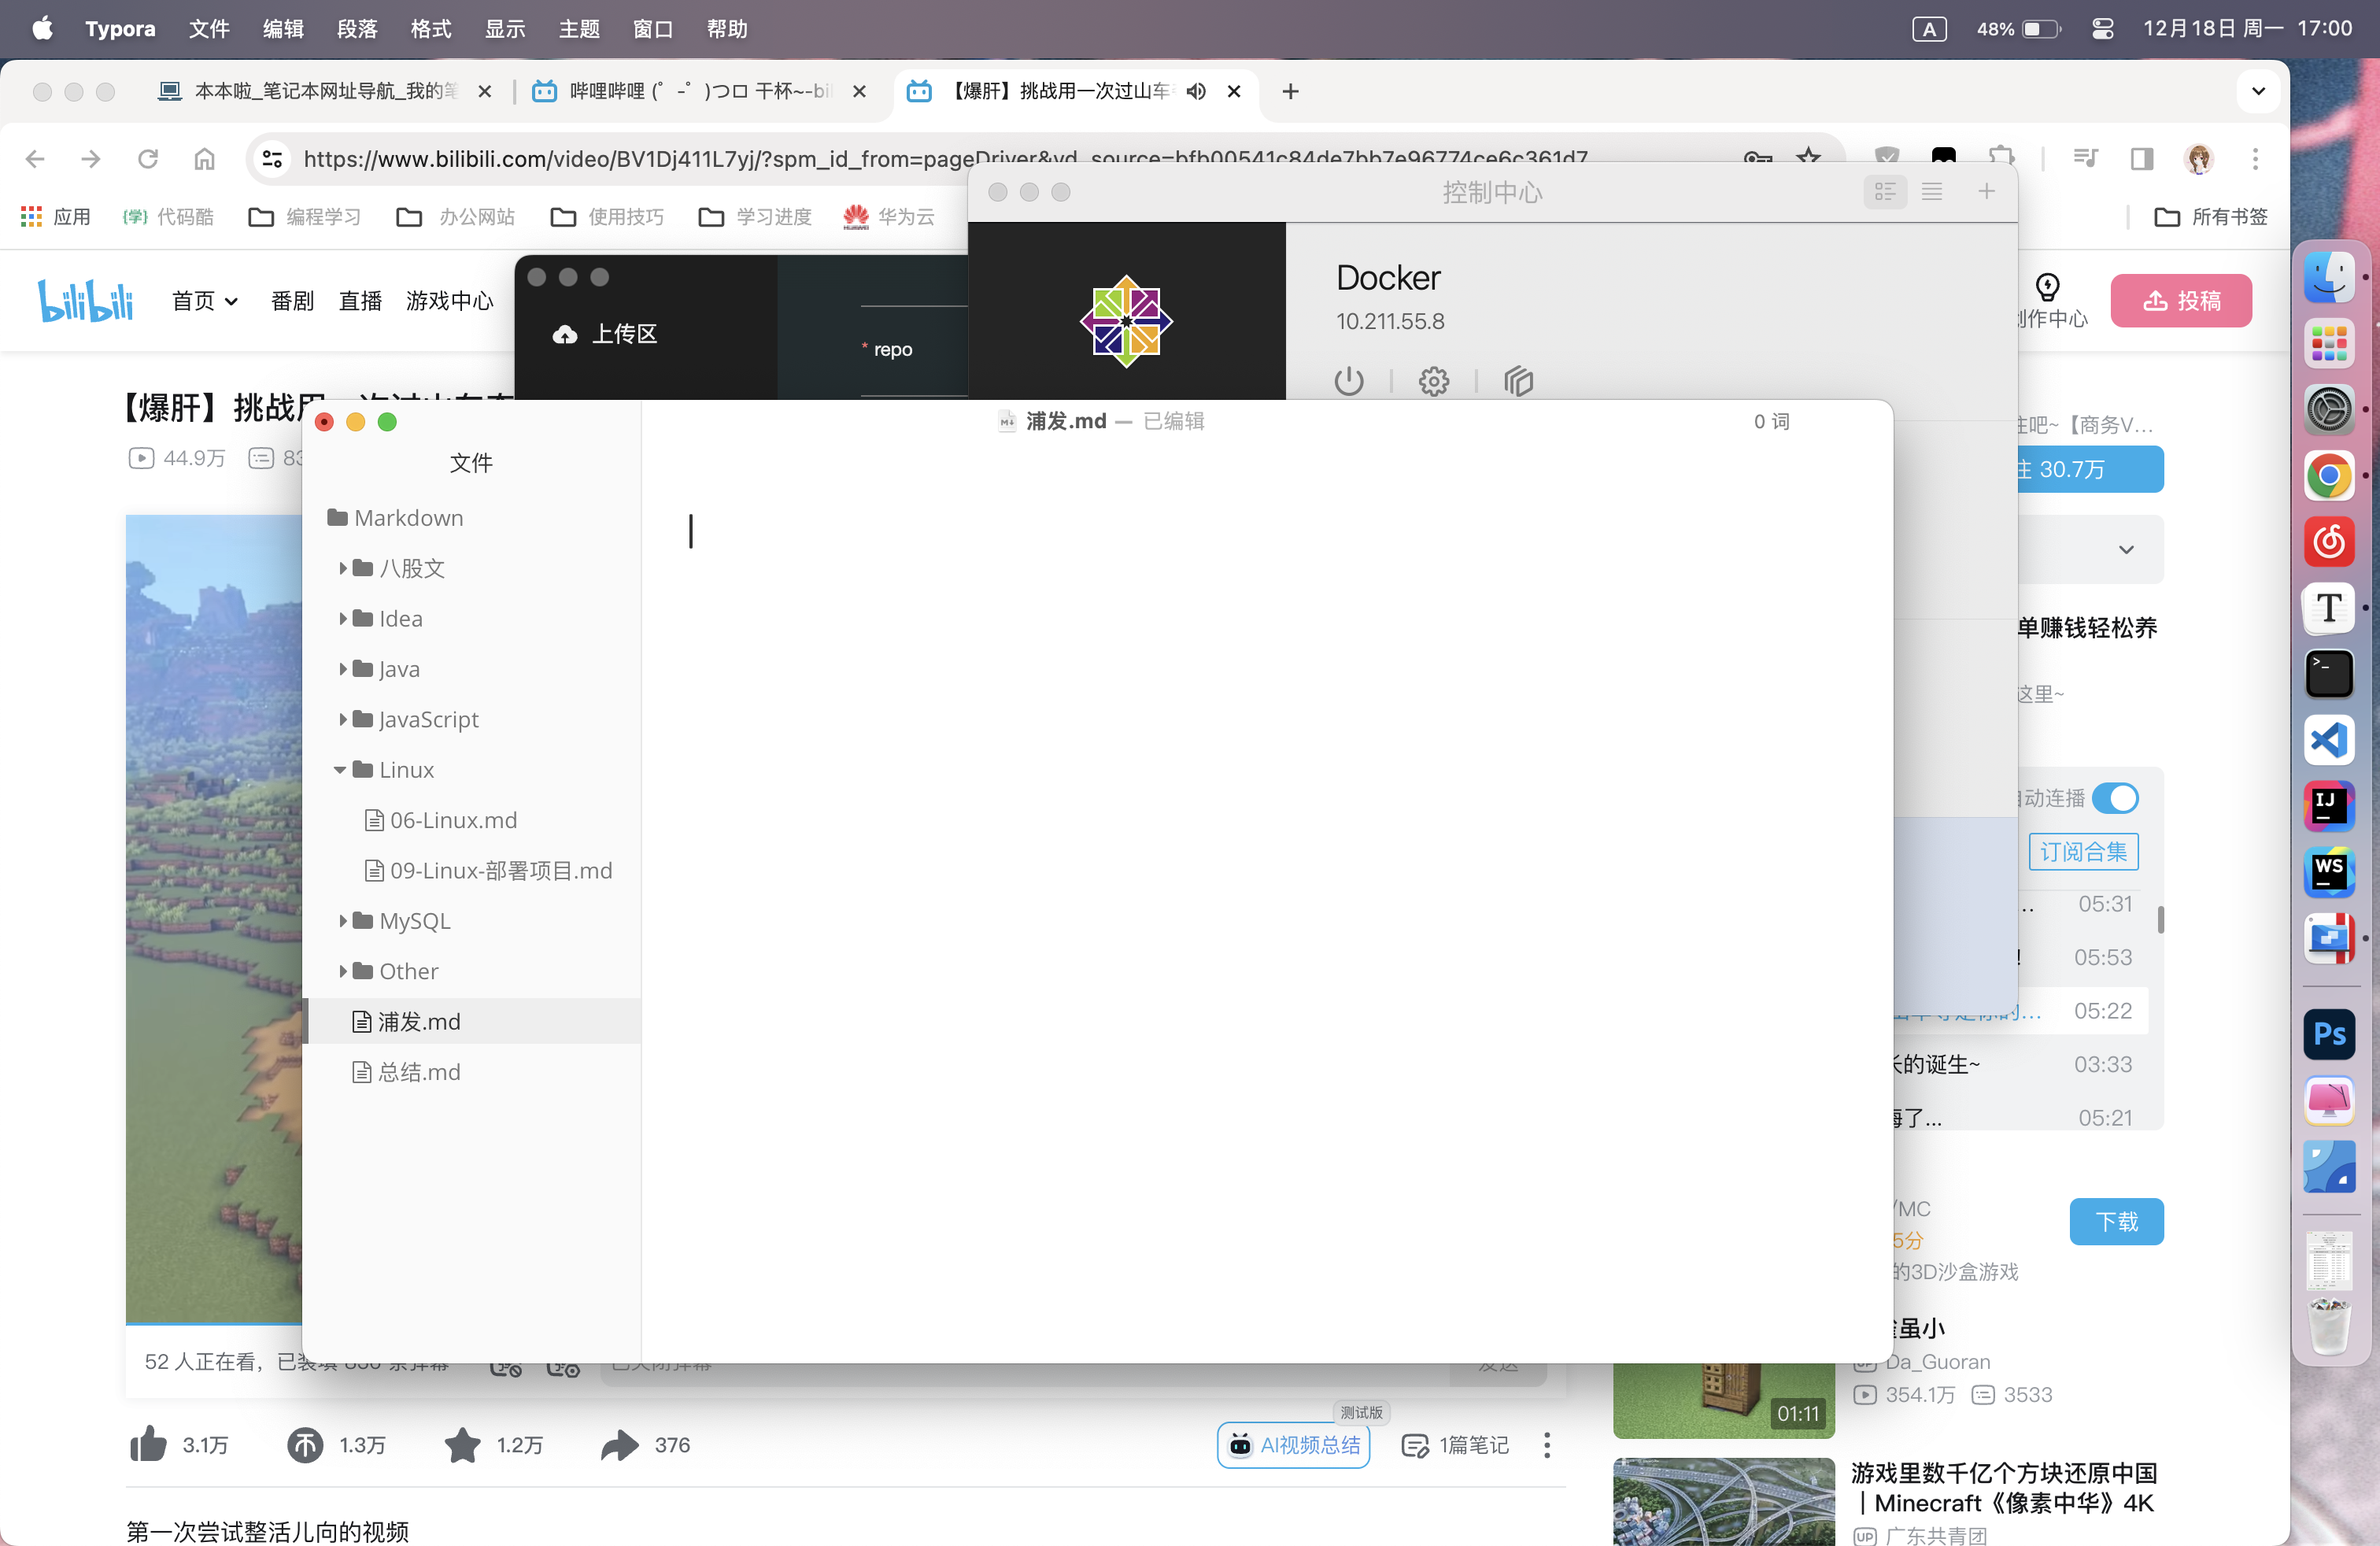 Typora 文件 编辑 段落 格式 显示 主题 窗口 帮助
A 48% 12月18日 周一 17:00
本本啦_笔记本网址导航_我的笔
哔哩哔哩 (゜-゜)つロ 干杯~-bil
【爆肝】挑战用一次过山车
https://www.bilibili.com/video/BV1Dj411L7yj/?spm_id_from=pageDriver&vd_source=bfb00541c84de7bb7e96774ce6c361d7
应用 {学} 代码酷 编程学习 办公网站 使用技巧 学习进度 华为云 所有书签
控制中心
bilibili 首页 番剧 直播 游戏中心
创作中心 投稿
上传区
* repo
Docker
10.211.55.8
【爆肝】挑战用一次过山车
44.9万
浦发.md — 已编辑
0 词
文件
Markdown
八股文
Idea
Java
JavaScript
Linux
06-Linux.md
09-Linux-部署项目.md
MySQL
Other
浦发.md
总结.md
注吧~【商务V...
注 30.7万
单赚钱轻松养
这里~
自动连播
订阅合集
.. 05:31
! 05:53
05:22
长的诞生~ 03:33
悔了... 05:21
/MC
5分
的3D沙盒游戏
下载
虽小
UP Da_Guoran
354.1万 3533
01:11
52 人正在看,
3.1万 1.3万 1.2万 376
测试版
AI视频总结
1篇笔记
第一次尝试整活儿向的视频
游戏里数千亿个方块还原中国
｜Minecraft《像素中华》4K
UP 广东共青团
T
>_
IJ
WS
Ps